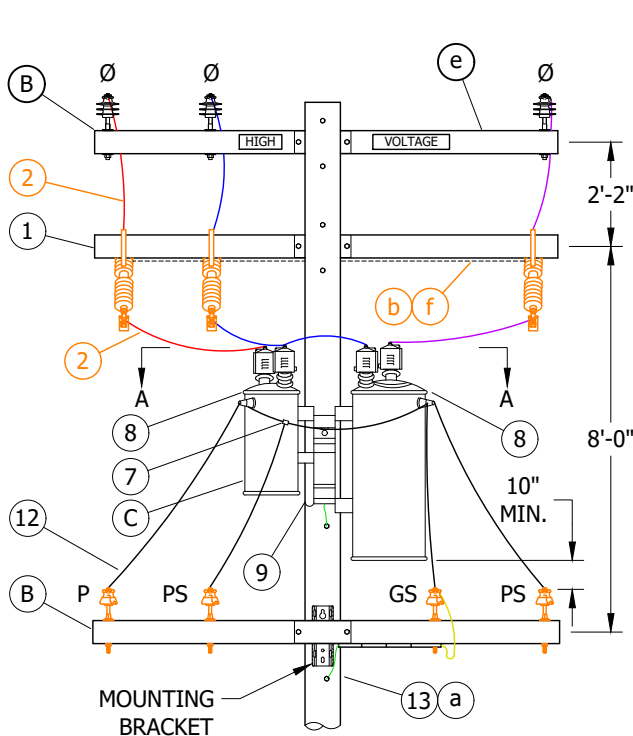 Ø Ø Ø
B e
HIGH VOLTAGE
2
2'-2"
1
b f
2
A A
8 8
8'-0"
7
10"
MIN.
C
12
9
P PS GS PS
B
MOUNTING
BRACKET
13 a